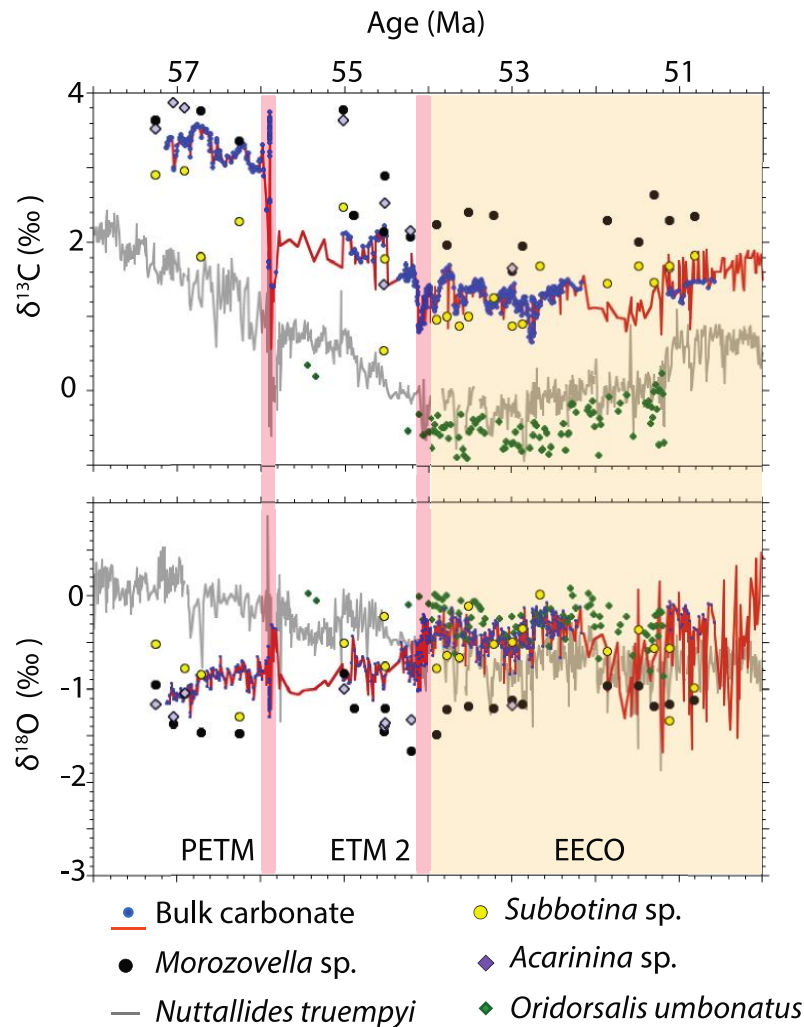 Age (Ma)
57 55 53 51
4
2
0
δ¹³C (‰)
0
-1
-2
-3
δ¹⁸O (‰)
PETM ETM 2 EECO
Bulk carbonate
Subbotina sp.
Morozovella sp.
Acarinina sp.
Nuttallides truempyi
Oridorsalis umbonatus